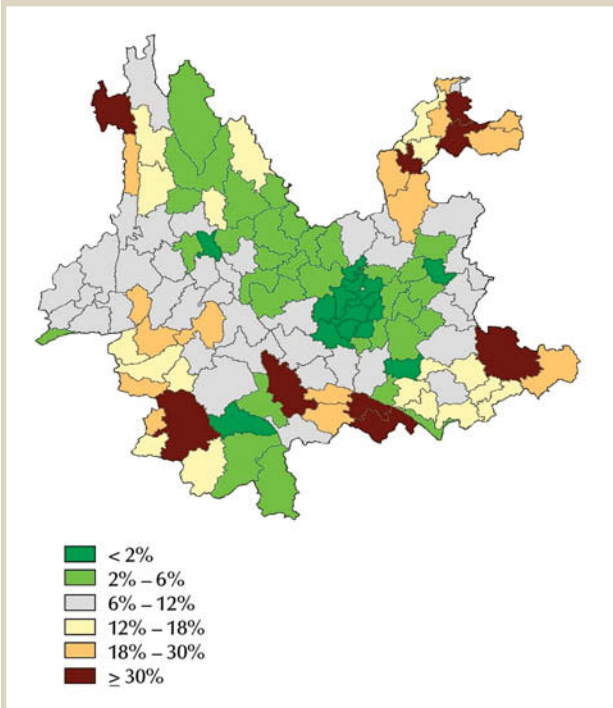 < 2%
2% – 6%
6% – 12%
12% – 18%
18% – 30%
≥ 30%